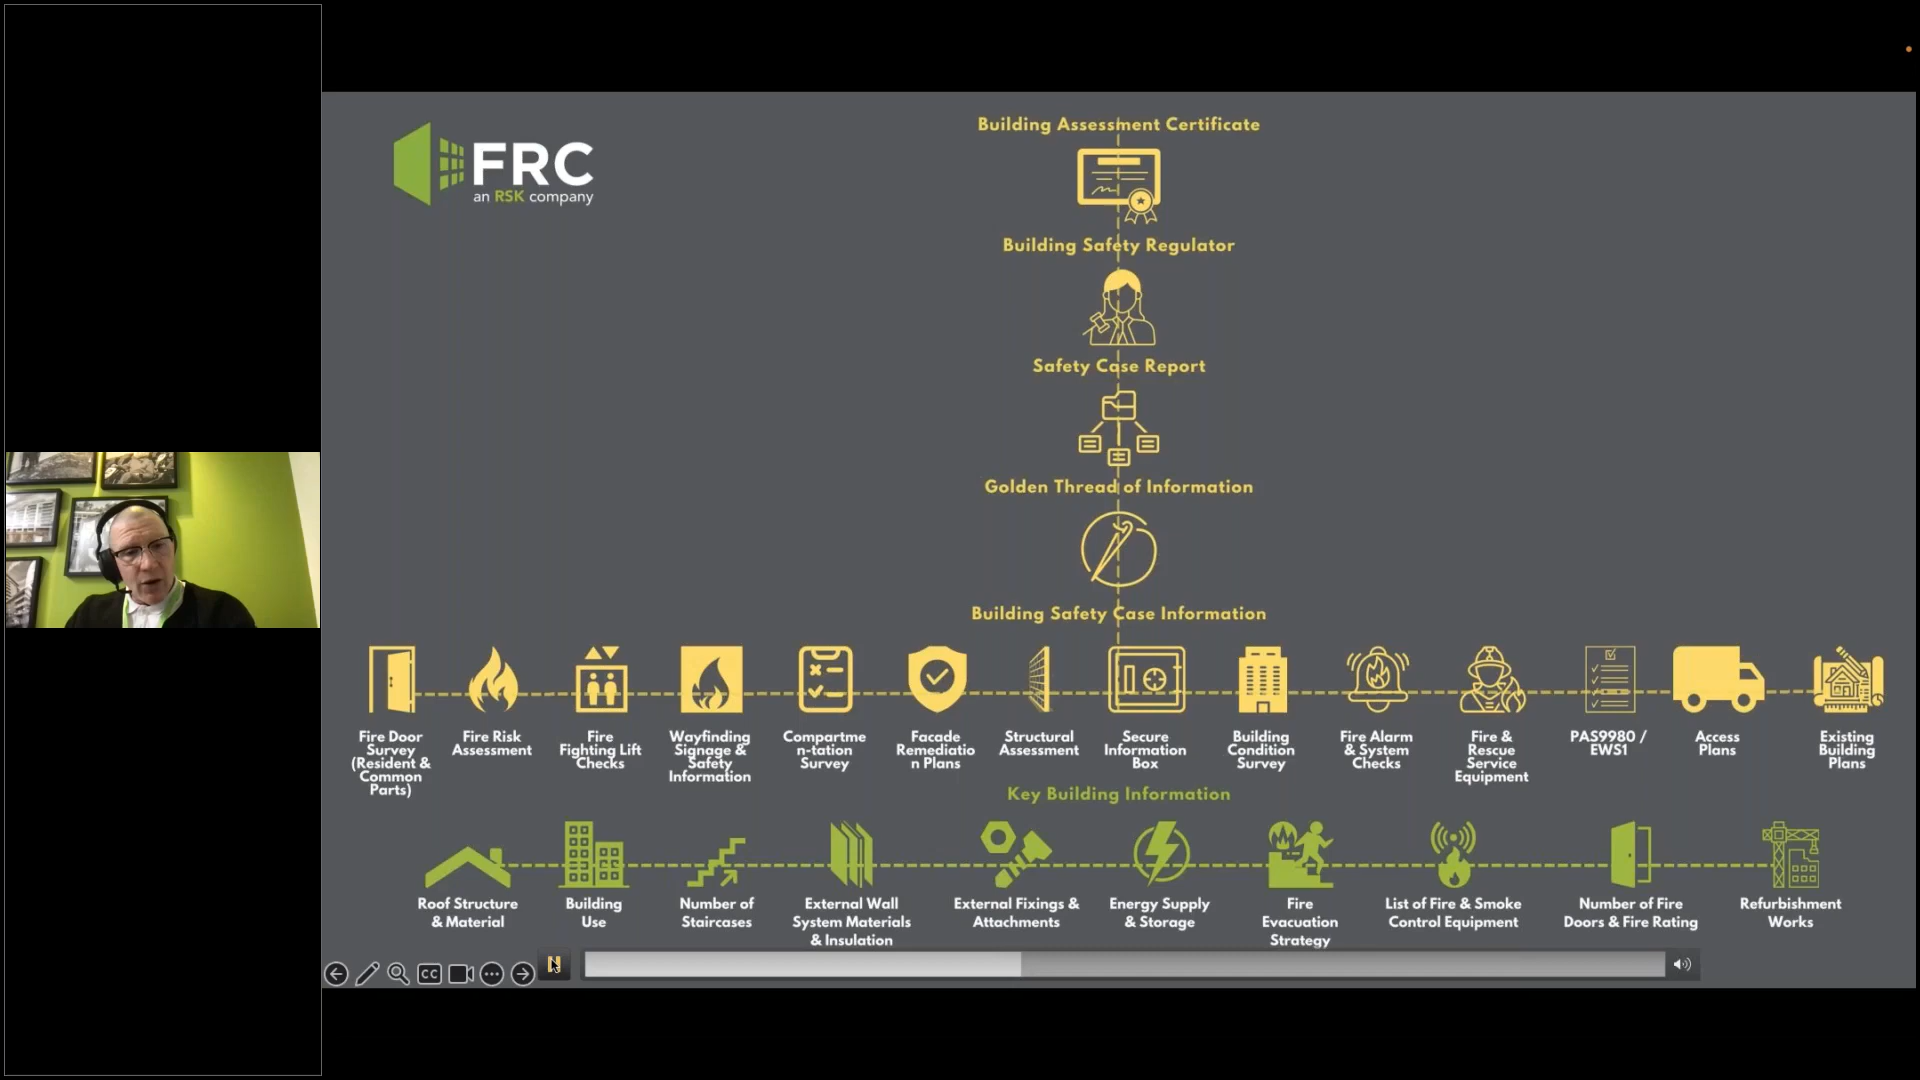 Building Assessment Certificate
FRC
an RSK company
Building Safety Regulator
Safety Case Report
Golden Thread of Information
Building Safety Case Information
Fire Door
Survey
(Resident &
Common
Parts)
Fire Risk
Assessment
Fire
Fighting Lift
Checks
Wayfinding
Signage &
Safety
Information
Compartme
n-tation
Survey
Facade
Remediatio
n Plans
Structural
Assessment
Secure
Information
Box
Building
Condition
Survey
Fire Alarm
& System
Checks
Fire &
Rescue
Service
Equipment
PAS9980 /
EWS1
Access
Plans
Existing
Building
Plans
Key Building Information
Roof Structure
& Material
Building
Use
Number of
Staircases
External Wall
System Materials
& Insulation
External Fixings &
Attachments
Energy Supply
& Storage
Fire
Evacuation
Strategy
List of Fire & Smoke
Control Equipment
Number of Fire
Doors & Fire Rating
Refurbishment
Works
CC